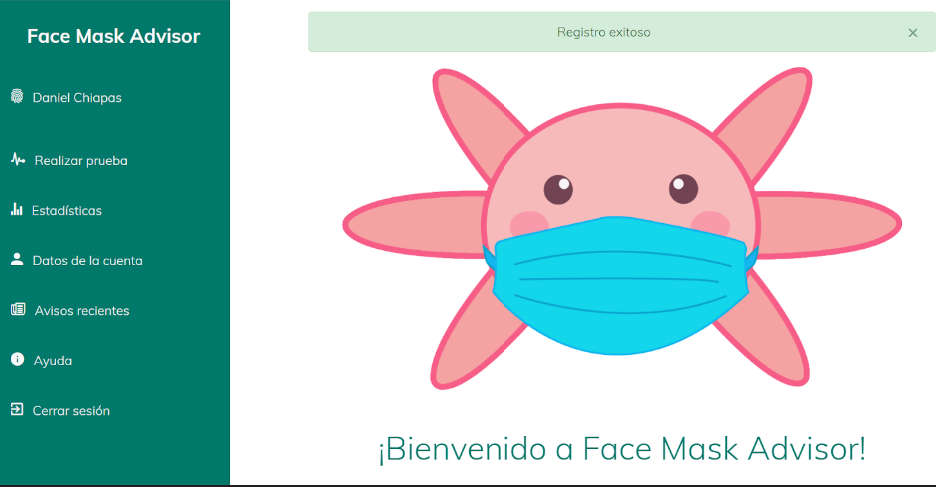 Face Mask Advisor
Daniel Chiapas
Realizar prueba
Estadísticas
Datos de la cuenta
Avisos recientes
Ayuda
Cerrar sesión
Registro exitoso
¡Bienvenido a Face Mask Advisor!